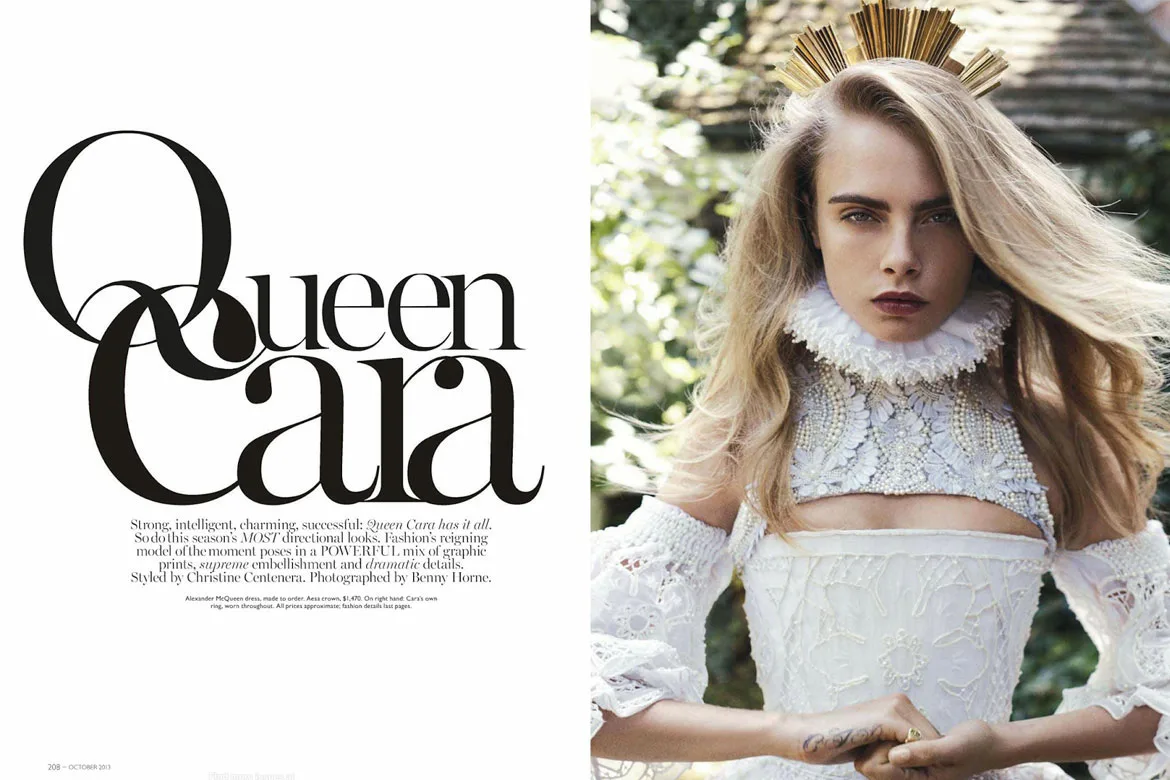 Queen
Cara
Strong, intelligent, charming, successful: Queen Cara has it all.
So do this season's MOST directional looks. Fashion's reigning
model of the moment poses in a POWERFUL mix of graphic
prints, supreme embellishment and dramatic details.
Styled by Christine Centenera. Photographed by Benny Horne.
Alexander McQueen dress, made to order. Aesa crown, $1,470. On right hand: Cara's own
ring, worn throughout. All prices approximate; fashion details last pages.
208 – OCTOBER 2013